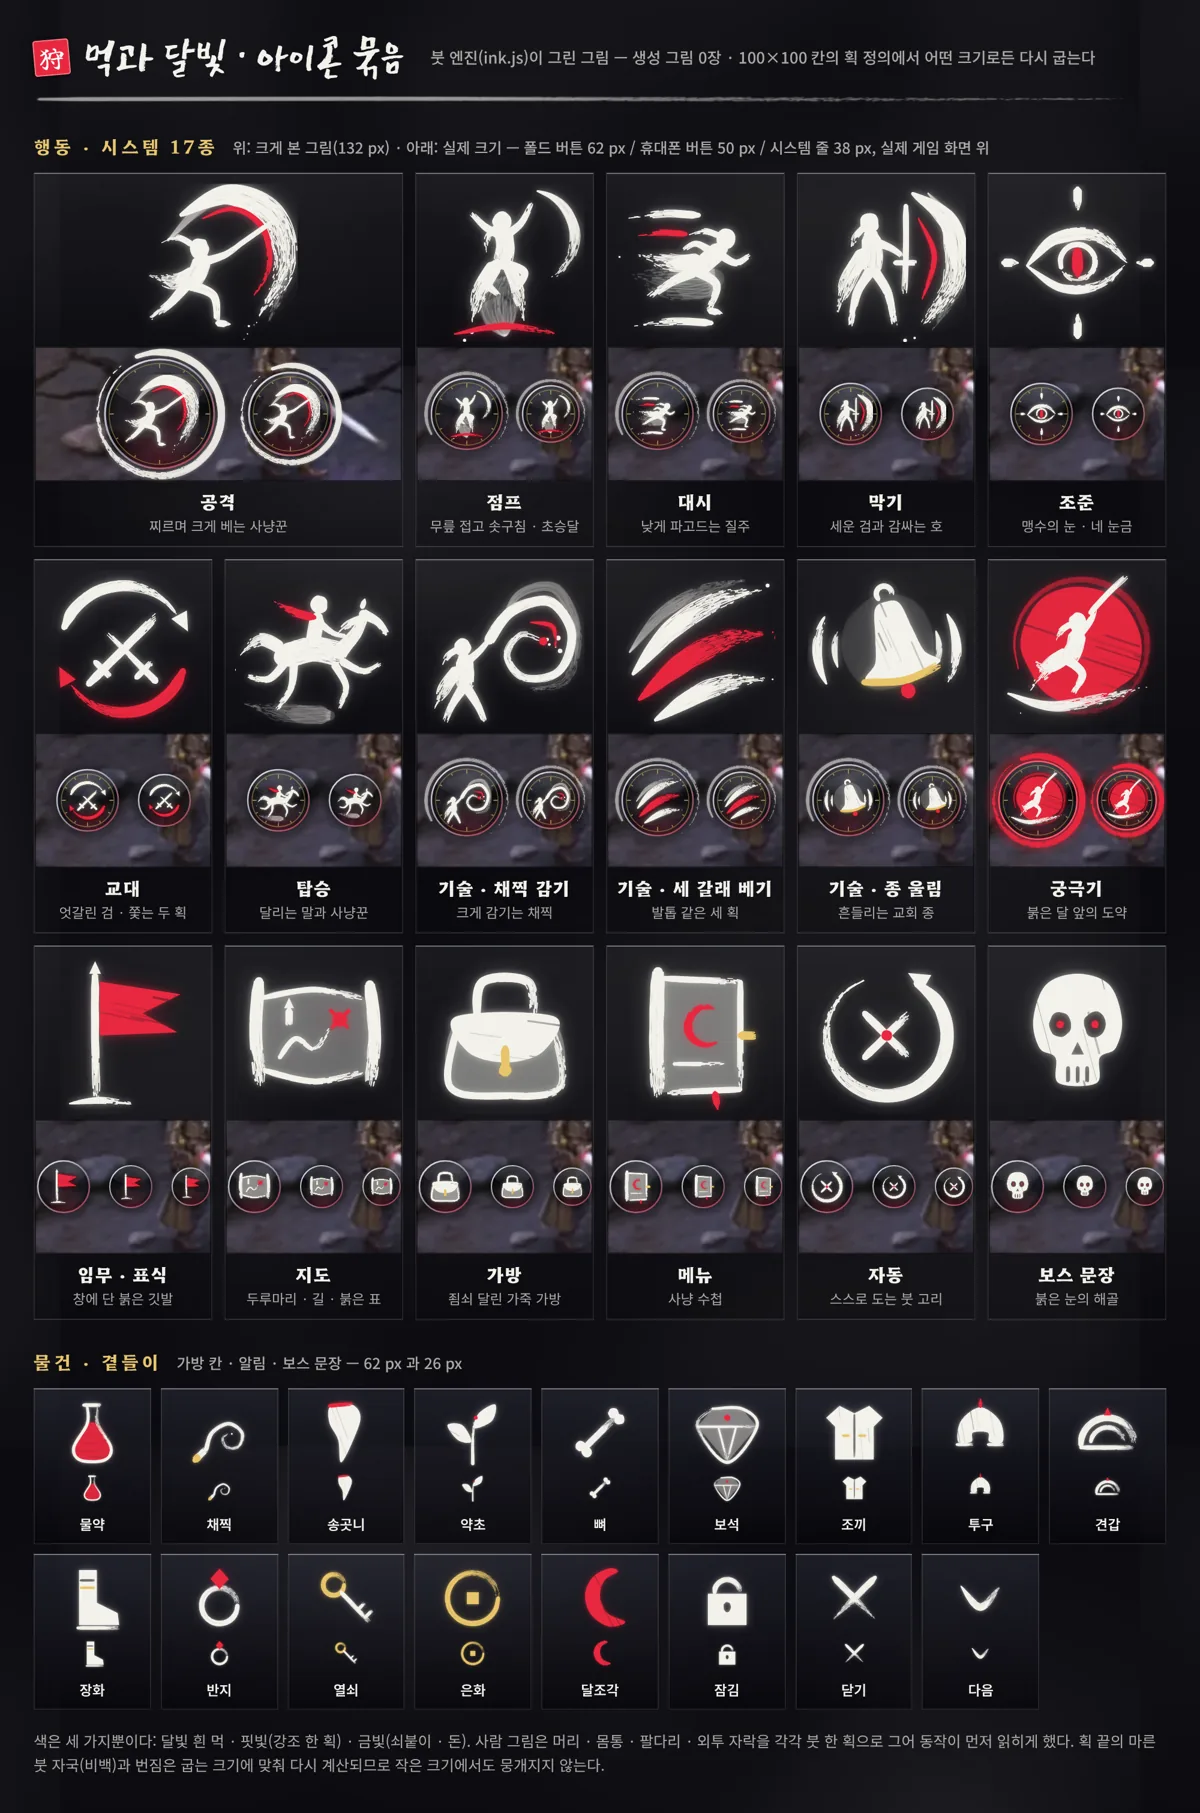 狩 먹과 달빛 · 아이콘 묶음 붓 엔진(ink.js)이 그린 그림 — 생성 그림 0장 · 100×100 칸의 획 정의에서 어떤 크기로든 다시 굽는다
행동 · 시스템 17종 위: 크게 본 그림(132 px) · 아래: 실제 크기 — 폴드 버튼 62 px / 휴대폰 버튼 50 px / 시스템 줄 38 px, 실제 게임 화면 위
공격 점프 대시 막기 조준
찌르며 크게 베는 사냥꾼 무릎 접고 솟구침 · 초승달 낮게 파고드는 질주 세운 검과 감싸는 호 맹수의 눈 · 네 눈금
교대 탑승 기술 · 채찍 감기 기술 · 세 갈래 베기 기술 · 종 울림 궁극기
엇갈린 검 · 쫓는 두 획 달리는 말과 사냥꾼 크게 감기는 채찍 발톱 같은 세 획 흔들리는 교회 종 붉은 달 앞의 도약
임무 · 표식 지도 가방 메뉴 자동 보스 문장
창에 단 붉은 깃발 두루마리 · 길 · 붉은 표 죔쇠 달린 가죽 가방 사냥 수첩 스스로 도는 붓 고리 붉은 눈의 해골
물건 · 곁들이 가방 칸 · 알림 · 보스 문장 — 62 px 과 26 px
물약 채찍 송곳니 약초 뼈 보석 조끼 투구 견갑
장화 반지 열쇠 은화 달조각 잠김 닫기 다음
색은 세 가지뿐이다: 달빛 흰 먹 · 핏빛(강조 한 획) · 금빛(쇠붙이 · 돈). 사람 그림은 머리 · 몸통 · 팔다리 · 외투 자락을 각각 붓 한 획으로 그어 동작이 먼저 읽히게 했다. 획 끝의 마른
붓 자국(비백)과 번짐은 굽는 크기에 맞춰 다시 계산되므로 작은 크기에서도 뭉개지지 않는다.